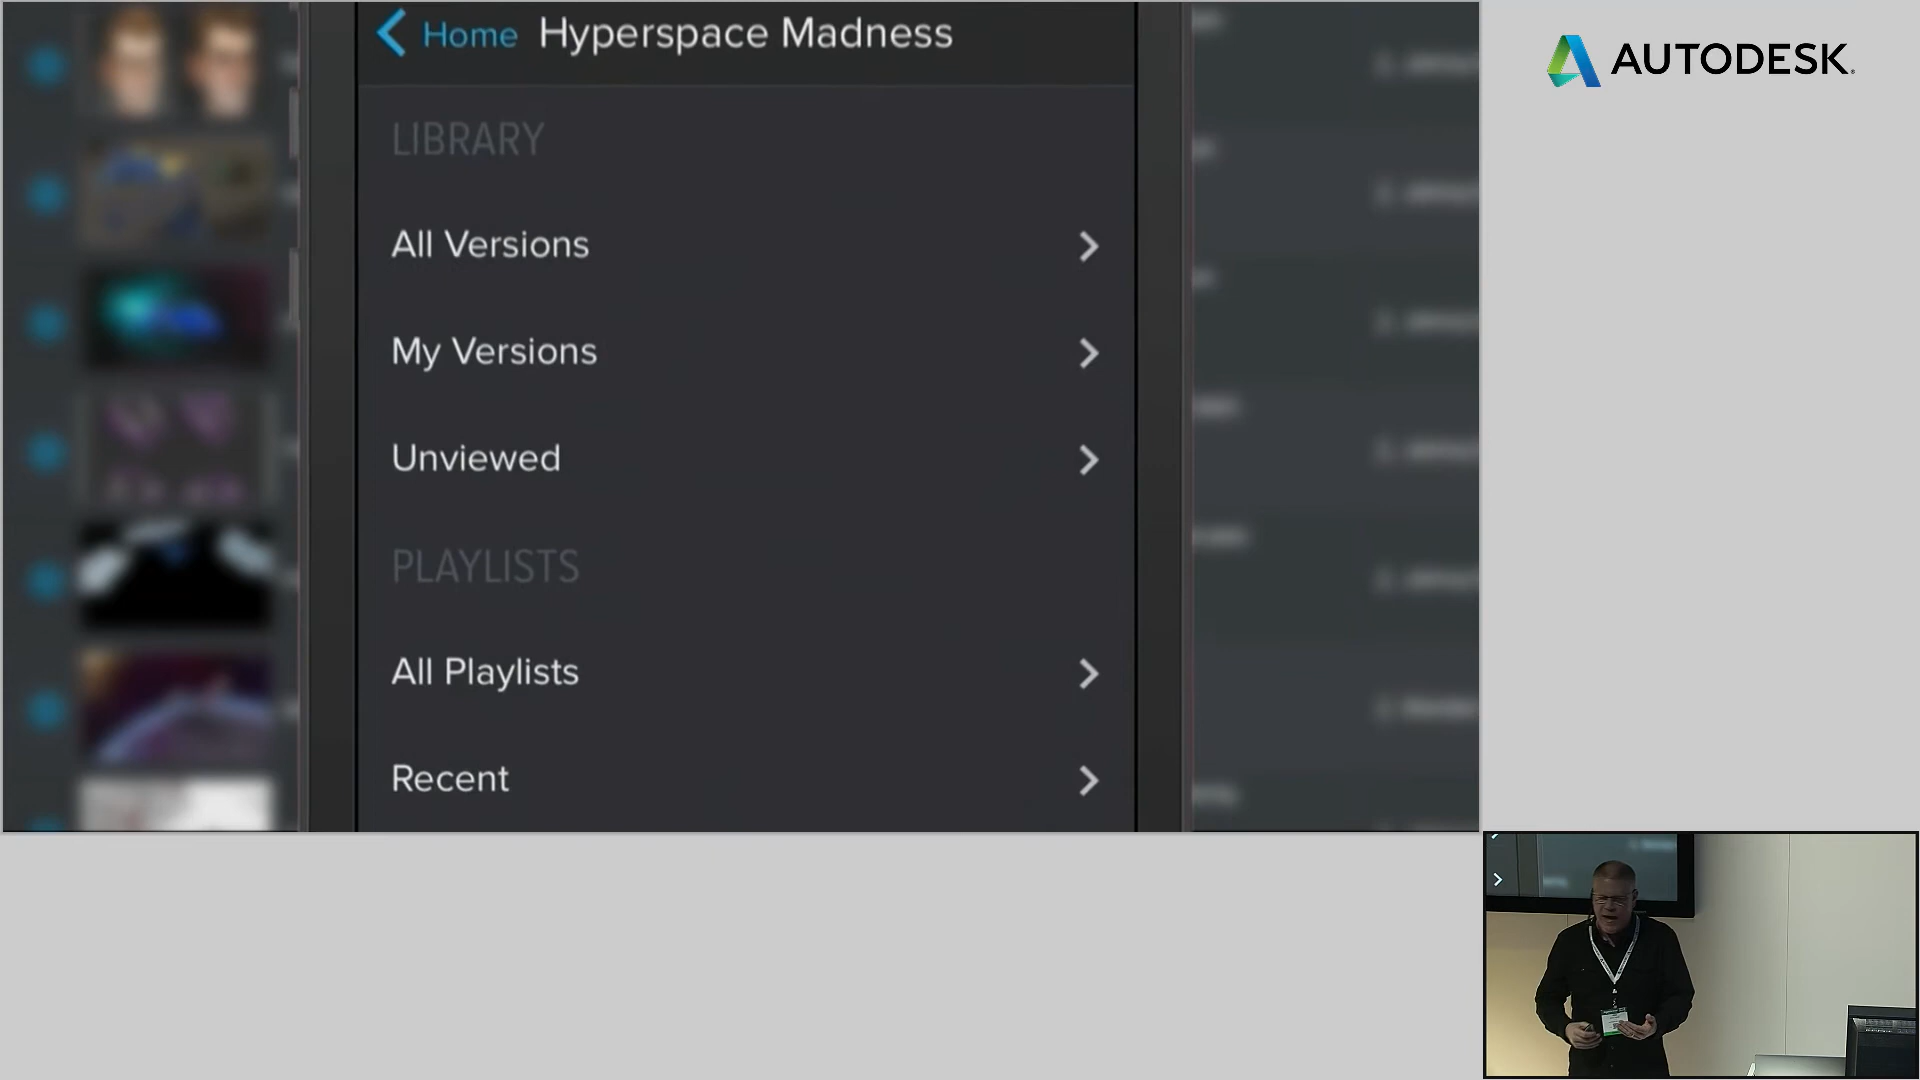 Home Hyperspace Madness
AUTODESK
LIBRARY
All Versions
My Versions
Unviewed
PLAYLISTS
All Playlists
Recent